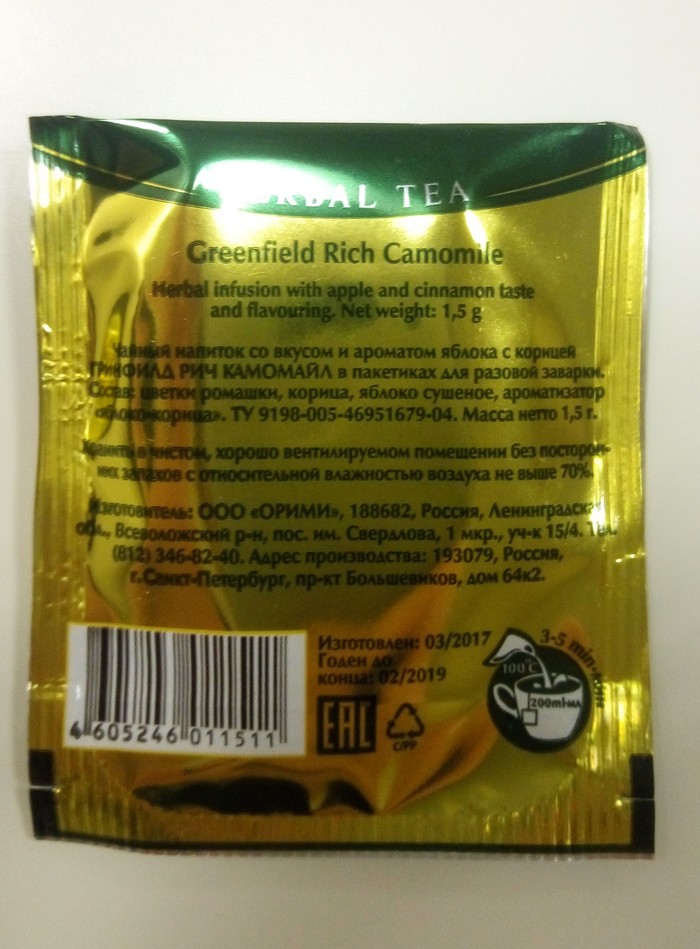 HERBAL TEA
Greenfield Rich Camomile
Herbal infusion with apple and cinnamon taste
and flavouring. Net weight: 1,5 g
Чайный напиток со вкусом и ароматом яблока с корицей
ГРИНФИЛД РИЧ КАМОМАЙЛ в пакетиках для разовой заварки.
Состав: цветки ромашки, корица, яблоко сушеное, ароматизатор
«яблоко-корица». ТУ 9198-005-46951679-04. Масса нетто 1,5 г.
Хранить в чистом, хорошо вентилируемом помещении без посторон-
них запахов с относительной влажностью воздуха не выше 70%.
Изготовитель: ООО «ОРИМИ», 188682, Россия, Ленинградская
обл., Всеволожский р-н, пос. им. Свердлова, 1 мкр., уч-к 15/4. Тел.
(812) 346-82-40. Адрес производства: 193079, Россия,
г.Санкт-Петербург, пр-кт Большевиков, дом 64к2.
Изготовлен: 03/2017
Годен до
конца: 02/2019
3-5 min-мин
100°C
200ml-мл
4 605246 011511
EAC
C/PP